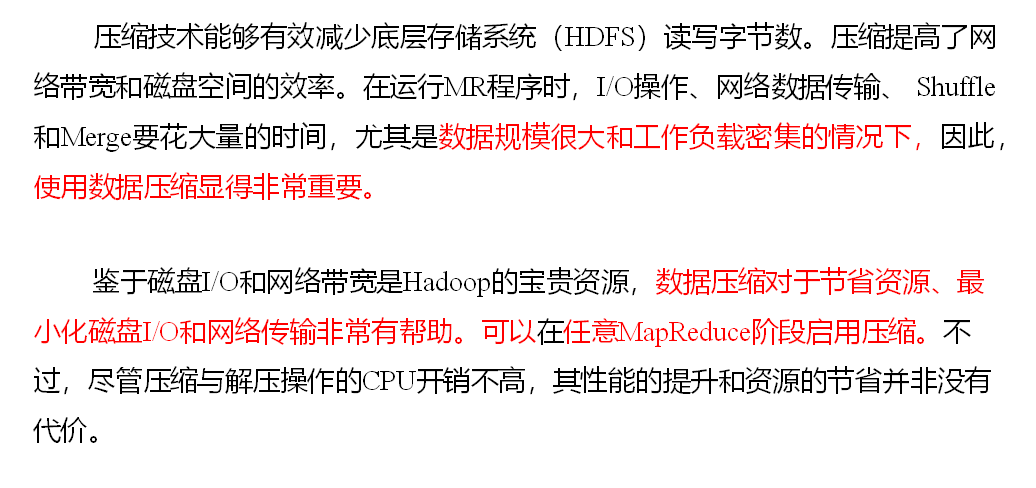 压缩技术能够有效减少底层存储系统（HDFS）读写字节数。压缩提高了网
络带宽和磁盘空间的效率。在运行MR程序时，I/O操作、网络数据传输、 Shuffle
和Merge要花大量的时间，尤其是数据规模很大和工作负载密集的情况下，因此，
使用数据压缩显得非常重要。
鉴于磁盘I/O和网络带宽是Hadoop的宝贵资源，数据压缩对于节省资源、最
小化磁盘I/O和网络传输非常有帮助。可以在任意MapReduce阶段启用压缩。不
过，尽管压缩与解压操作的CPU开销不高，其性能的提升和资源的节省并非没有
代价。